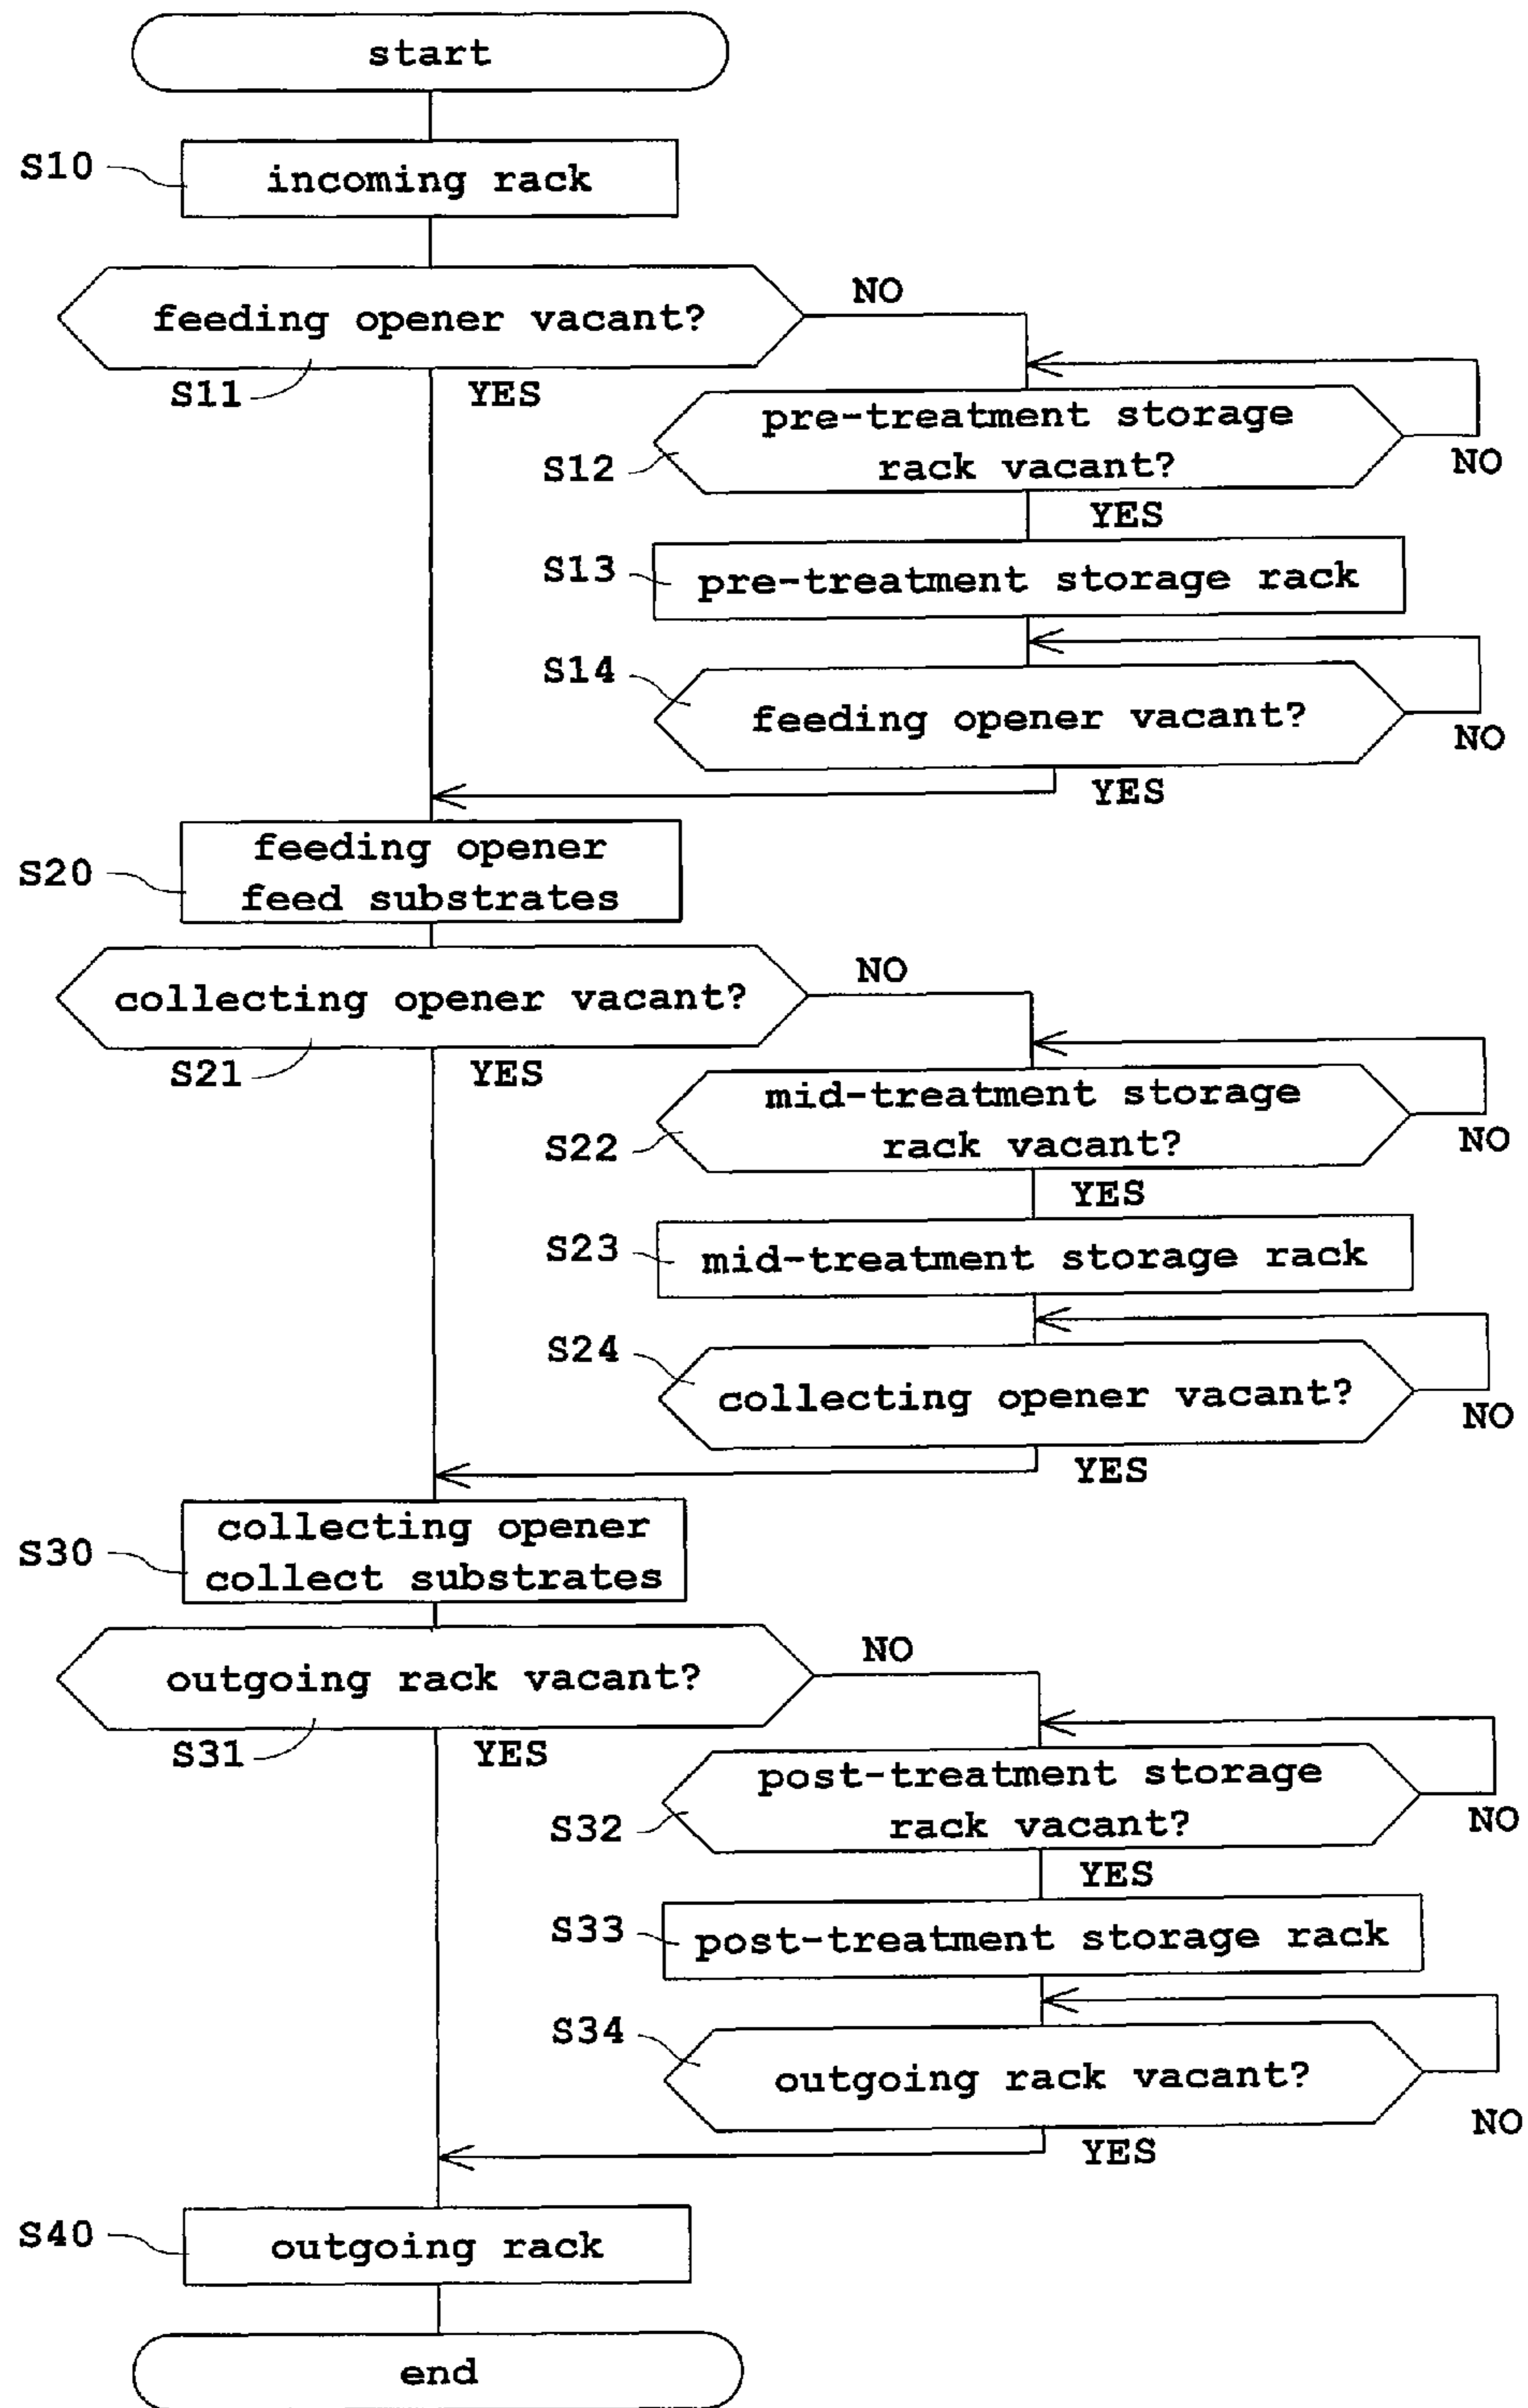 start
S10
incoming rack
NO
feeding opener vacant?
S11
YES
pre-treatment storage
rack vacant?
S12
NO
YES
S13
pre-treatment storage rack
S14
feeding opener vacant?
NO
YES
S20
feeding opener
feed substrates
NO
collecting opener vacant?
S21
YES
mid-treatment storage
rack vacant?
S22
NO
YES
S23
mid-treatment storage rack
S24
collecting opener vacant?
NO
YES
S30
collecting opener
collect substrates
NO
outgoing rack vacant?
S31
YES
post-treatment storage
rack vacant?
S32
NO
YES
S33
post-treatment storage rack
S34
outgoing rack vacant?
NO
YES
S40
outgoing rack
end